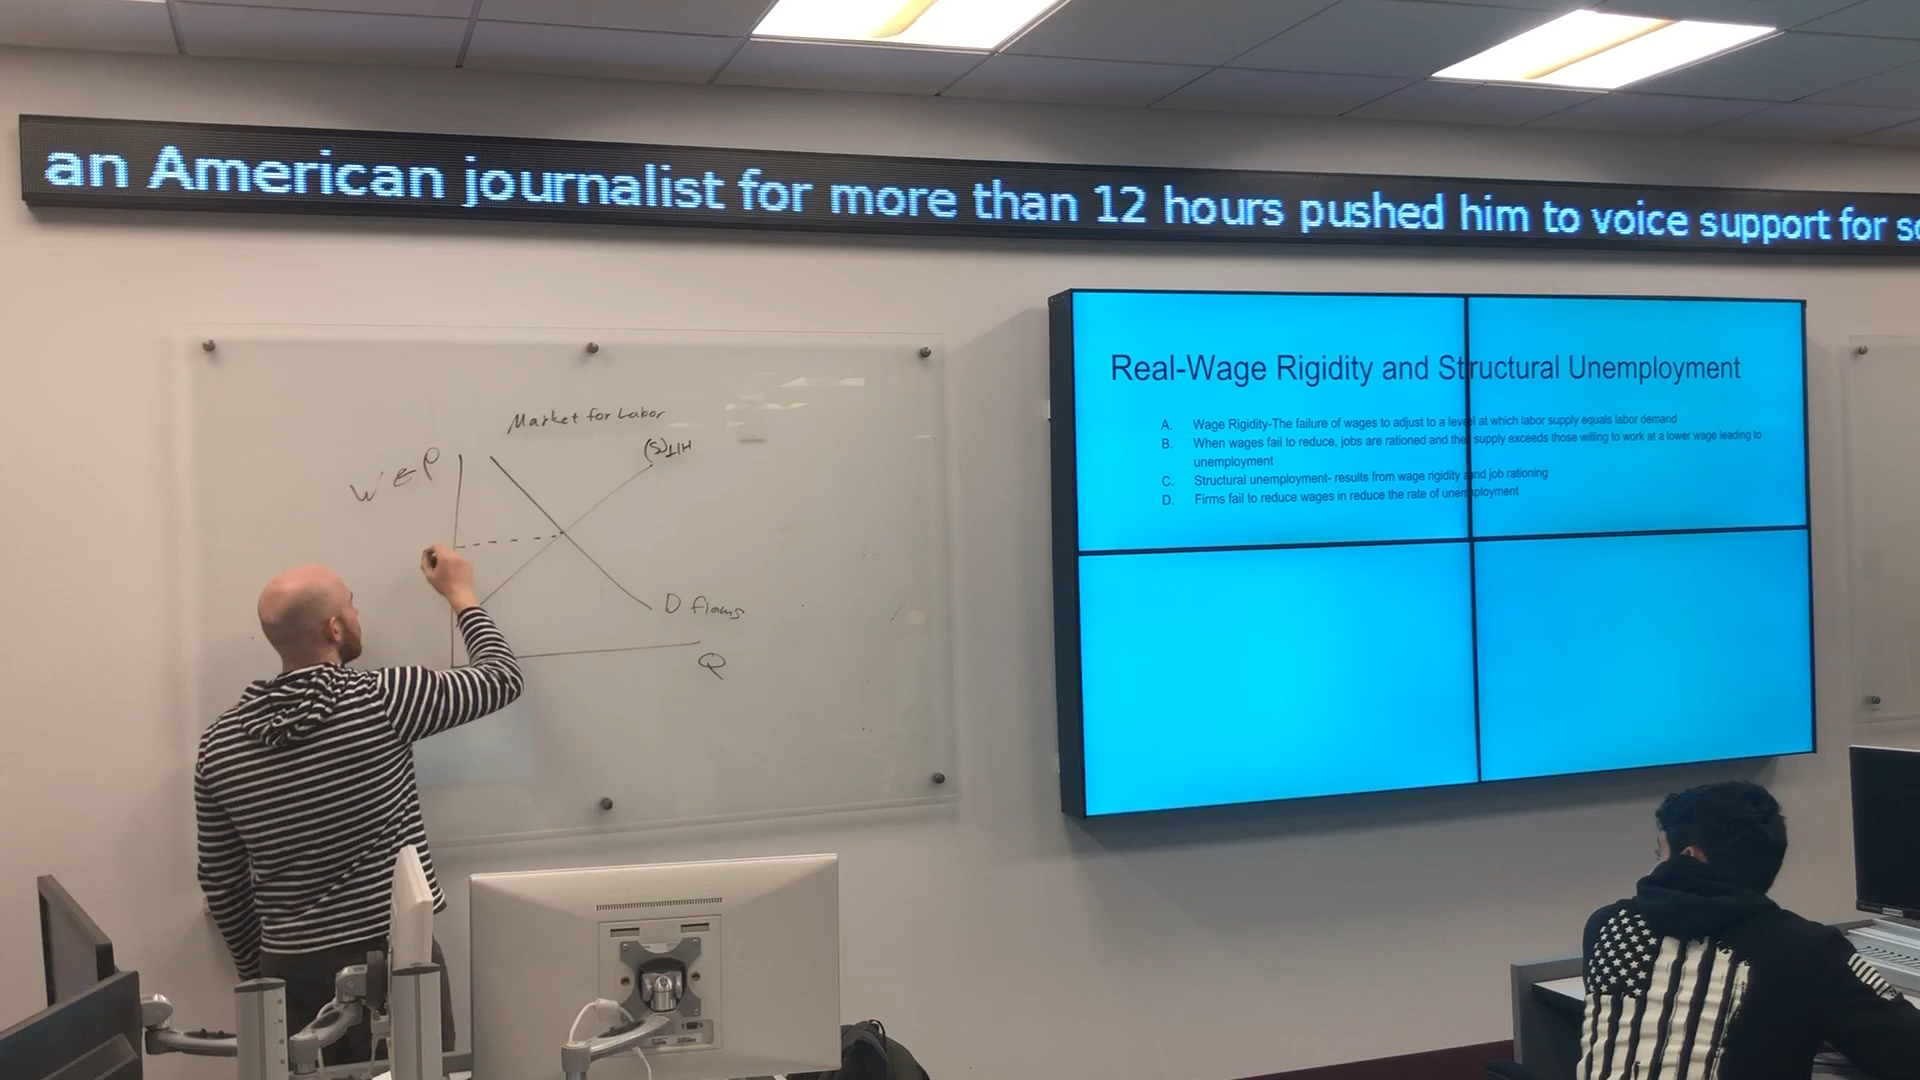 an American journalist for more than 12 hours pushed him to voice support for
Market for Labor
(S)
D
Q
Real-Wage Rigidity and Structural Unemployment
A. Wage Rigidity-The failure of wages to adjust to a level at which labor supply equals labor demand
B. When wages fail to reduce, jobs are rationed and the supply exceeds those willing to work at a lower wage leading to
unemployment
C. Structural unemployment- results from wage rigidity and job rationing
D. Firms fail to reduce wages in reduce the rate of unemployment